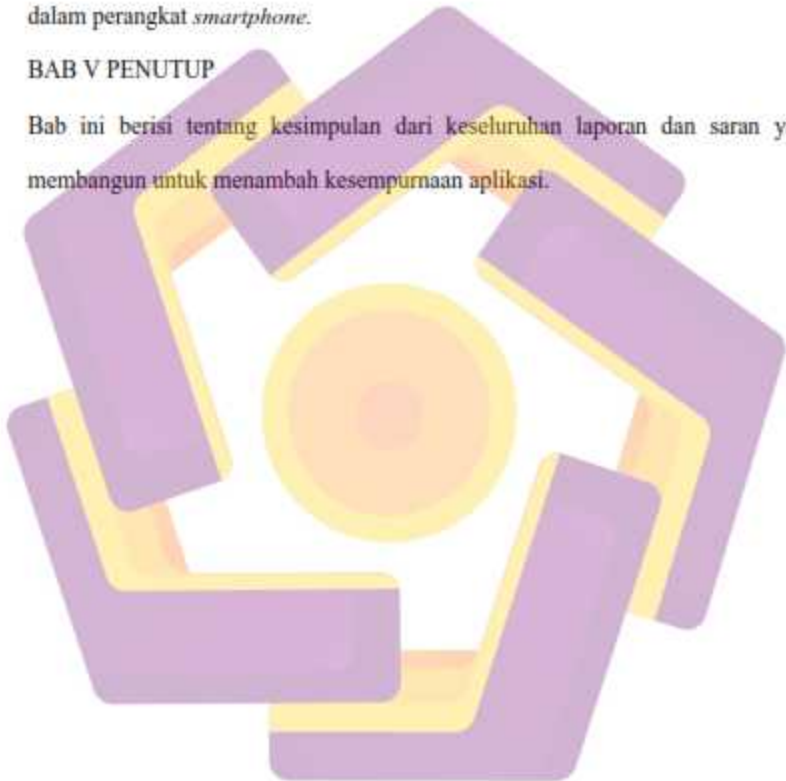 dalam perangkat smartphone.
BAB V PENUTUP
Bab ini berisi tentang kesimpulan dari keseluruhan laporan dan saran y
membangun untuk menambah kesempurnaan aplikasi.